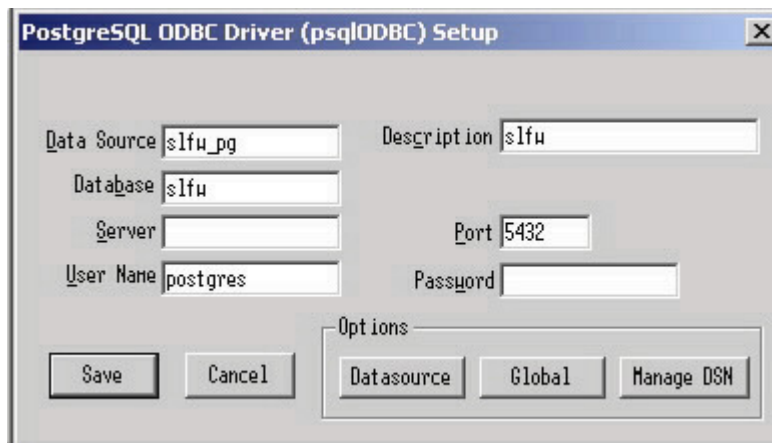 PostgreSQL ODBC Driver (psqlODBC) Setup
Data Source slfw_pg
Description slfw
Database slfw
Server
Port 5432
User Name postgres
Password
Options
Save
Cancel
Datasource
Global
Manage DSN